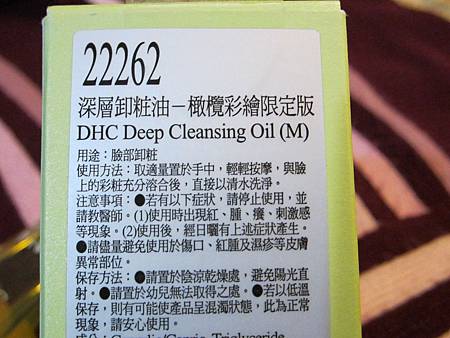 22262
深層卸粧油－橄欖彩繪限定版
DHC Deep Cleansing Oil (M)
用途：臉部卸粧
使用方法：取適量置於手中，輕輕按摩，與臉
上的彩粧充分溶合後，直接以清水洗淨。
注意事項：●若有以下症狀，請停止使用，並
請教醫師。(1)使用時出現紅、腫、癢、刺激感
等現象。(2)使用後，經日曬有上述症狀產生。
●請儘量避免使用於傷口、紅腫及濕疹等皮膚
異常部位。
保存方法：●請置於陰涼乾燥處，避免陽光直
射。●請置於幼兒無法取得之處。●若以低溫
保存，則有可能使產品呈混濁狀態，此為正常
現象，請安心使用。
成分：Caprylic/Capric Triglyceride